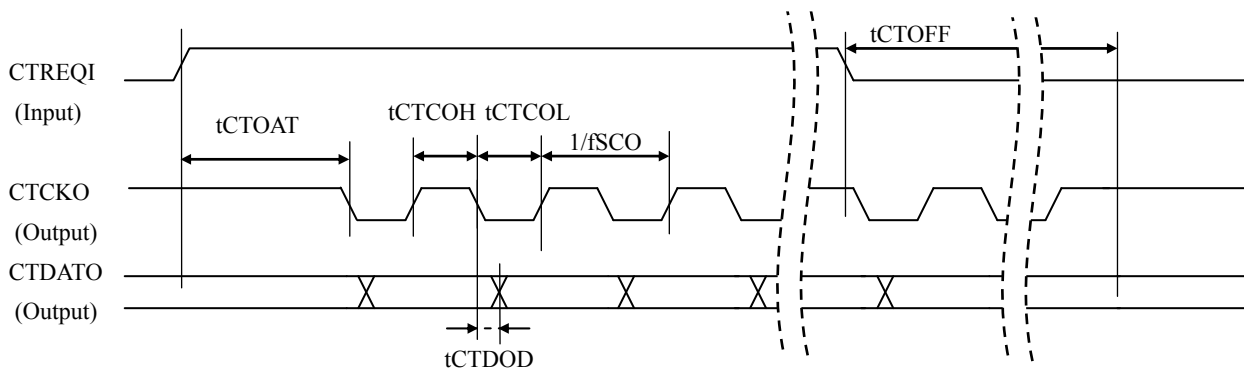 tCTOFF
CTREQI
(Input)
tCTCOH tCTCOL
tCTOAT
1/fSCO
CTCKO
(Output)
CTDATO
(Output)
tCTDOD